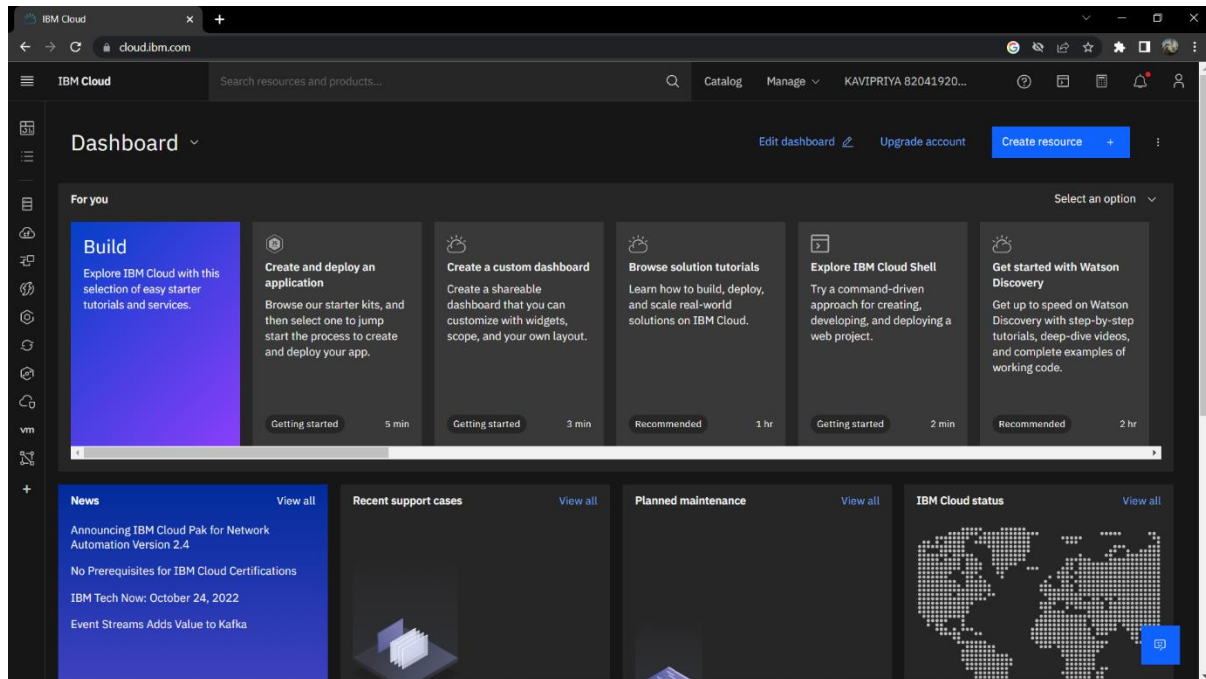 IBM Cloud
cloud.ibm.com
IBM Cloud
Search resources and products...
Catalog
Manage
KAVIPRIYA 82041920...
Dashboard
Edit dashboard
Upgrade account
Create resource +
For you
Select an option
Build
Explore IBM Cloud with this
selection of easy starter
tutorials and services.
Create and deploy an
application
Browse our starter kits, and
then select one to jump
start the process to create
and deploy your app.
Getting started
5 min
Create a custom dashboard
Create a shareable
dashboard that you can
customize with widgets,
scope, and your own layout.
Getting started
3 min
Browse solution tutorials
Learn how to build, deploy,
and scale real-world
solutions on IBM Cloud.
Recommended
1 hr
Explore IBM Cloud Shell
Try a command-driven
approach for creating,
developing, and deploying a
web project.
Getting started
2 min
Get started with Watson
Discovery
Get up to speed on Watson
Discovery with step-by-step
tutorials, deep-dive videos,
and complete examples of
working code.
Recommended
2 hr
vm
News
View all
Announcing IBM Cloud Pak for Network
Automation Version 2.4
No Prerequisites for IBM Cloud Certifications
IBM Tech Now: October 24, 2022
Event Streams Adds Value to Kafka
Recent support cases
View all
Planned maintenance
View all
IBM Cloud status
View all